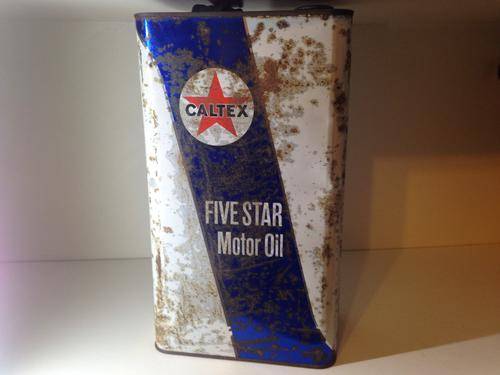 CALTEX
FIVE STAR
Motor Oil